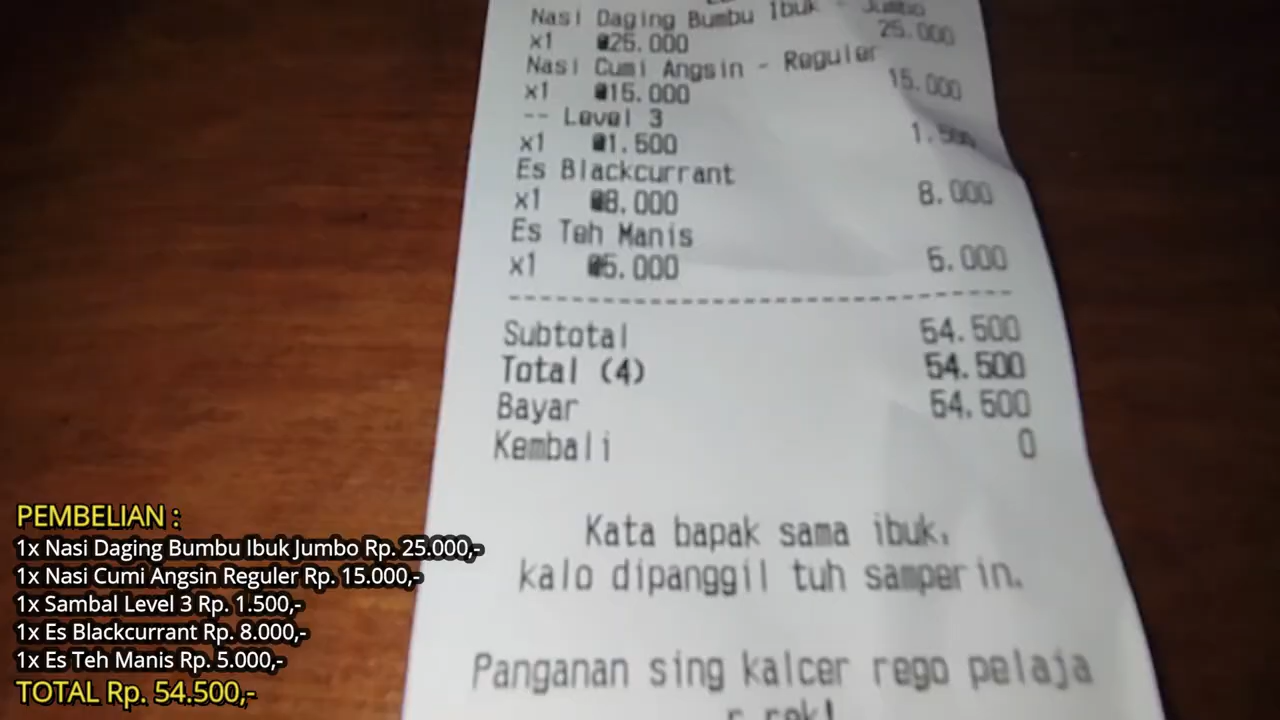 Nasi Daging Bumbu Ibuk - Jumbo
x1 @25.000 25.000
Nasi Cumi Angsin - Reguler
x1 @15.000 15.000
-- Level 3
x1 @1.500 1.500
Es Blackcurrant
x1 @8.000 8.000
Es Teh Manis
x1 @5.000 5.000
Subtotal 54.500
Total (4) 54.500
Bayar 54.500
Kembali 0
Kata bapak sama ibuk,
kalo dipanggil tuh samperin.
Panganan sing kalcer rego pelaja
r rek!
PEMBELIAN :
1x Nasi Daging Bumbu Ibuk Jumbo Rp. 25.000,-
1x Nasi Cumi Angsin Reguler Rp. 15.000,-
1x Sambal Level 3 Rp. 1.500,-
1x Es Blackcurrant Rp. 8.000,-
1x Es Teh Manis Rp. 5.000,-
TOTAL Rp. 54.500,-